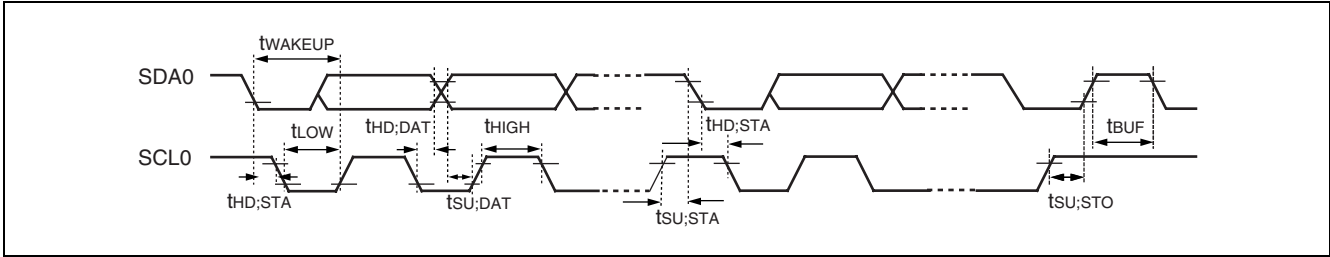 tWAKEUP
SDA0
tLOW
tHD;DAT
tHIGH
tHD;STA
tBUF
SCL0
tHD;STA
tSU;DAT
tSU;STA
tSU;STO